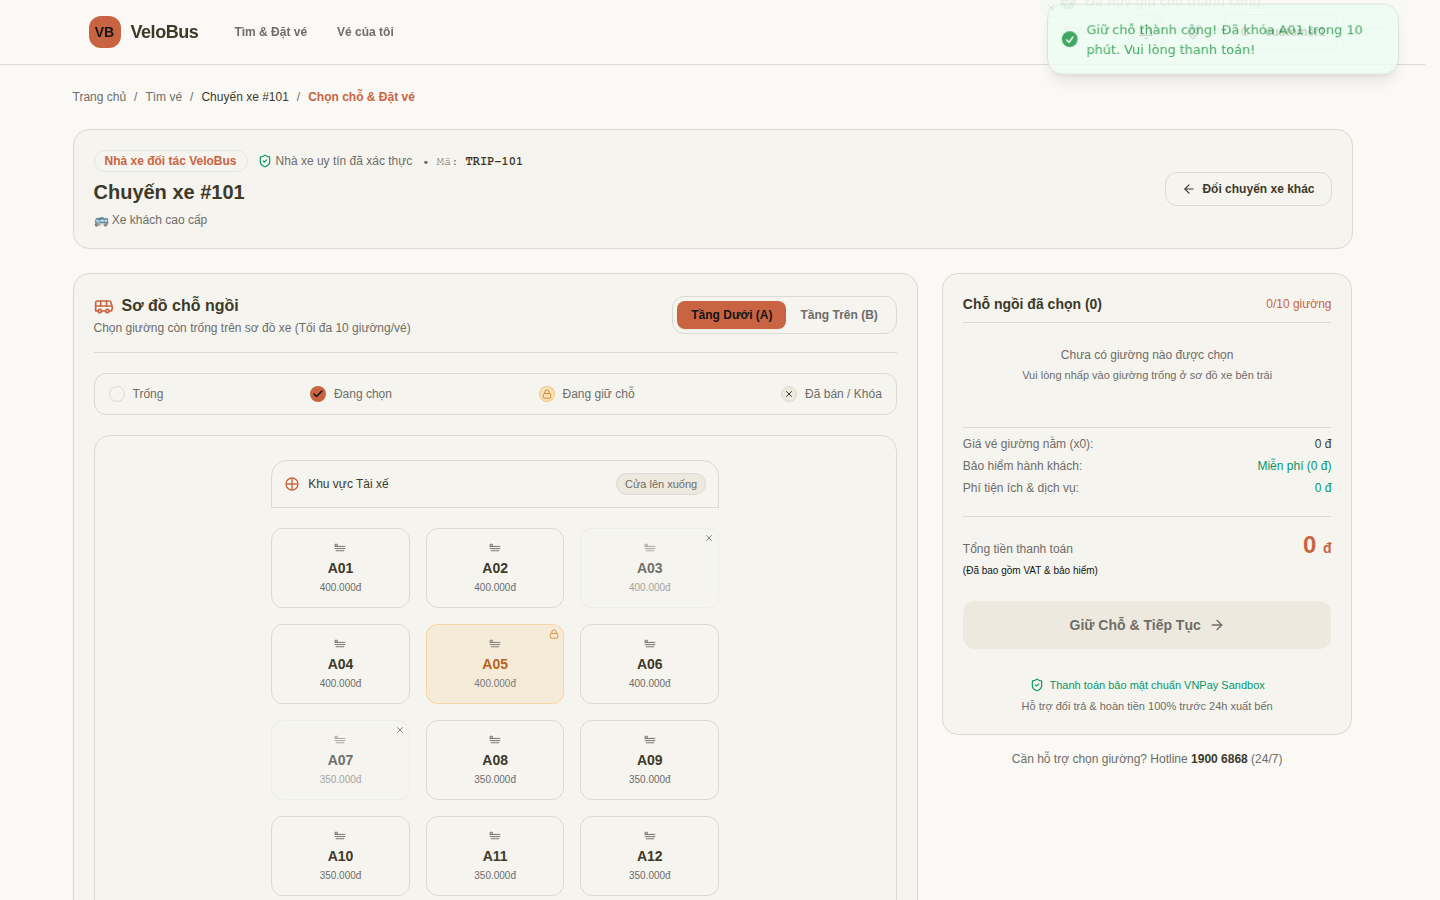 VB VeloBus Tìm & Đặt vé Vé của tôi
Giữ chỗ thành công! Đã khóa A01 trong 10
phút. Vui lòng thanh toán!
Trang chủ / Tìm vé / Chuyến xe #101 / Chọn chỗ & Đặt vé
Nhà xe đối tác VeloBus Nhà xe uy tín đã xác thực • Mã: TRIP-101
Chuyến xe #101
Xe khách cao cấp
Đổi chuyến xe khác
Sơ đồ chỗ ngồi
Chọn giường còn trống trên sơ đồ xe (Tối đa 10 giường/vé)
Tầng Dưới (A) Tầng Trên (B)
Trống Đang chọn Đang giữ chỗ Đã bán / Khóa
Khu vực Tài xế Cửa lên xuống
A01 A02 A03
400.000đ 400.000đ 400.000đ
A04 A05 A06
400.000đ 400.000đ 400.000đ
A07 A08 A09
350.000đ 350.000đ 350.000đ
A10 A11 A12
350.000đ 350.000đ 350.000đ
Chỗ ngồi đã chọn (0) 0/10 giường
Chưa có giường nào được chọn
Vui lòng nhấp vào giường trống ở sơ đồ xe bên trái
Giá vé giường nằm (x0): 0 đ
Bảo hiểm hành khách: Miễn phí (0 đ)
Phí tiện ích & dịch vụ: 0 đ
Tổng tiền thanh toán 0 đ
(Đã bao gồm VAT & bảo hiểm)
Giữ Chỗ & Tiếp Tục
Thanh toán bảo mật chuẩn VNPay Sandbox
Hỗ trợ đổi trả & hoàn tiền 100% trước 24h xuất bến
Cần hỗ trợ chọn giường? Hotline 1900 6868 (24/7)